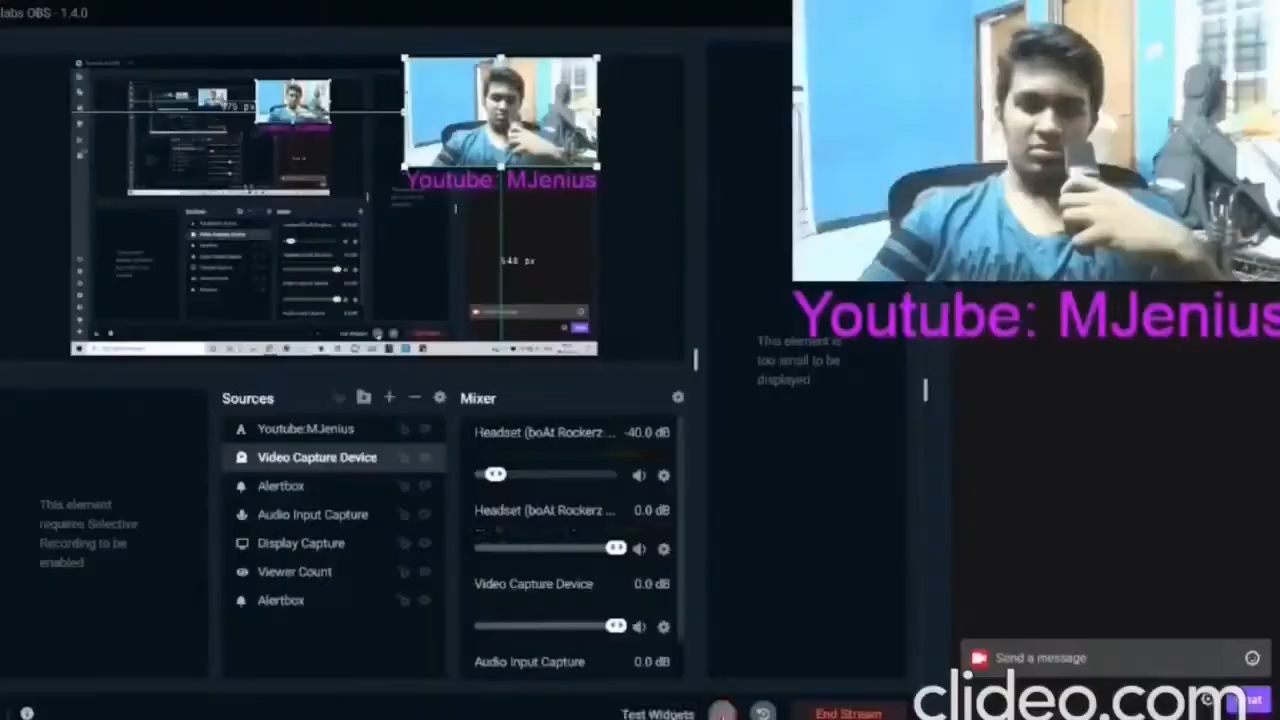 labs OBS - 1.4.0
Youtube: MJenius
548 px
Youtube: MJenius
This element is
too small to be
displayed
Sources
Mixer
Youtube:MJenius
Video Capture Device
Alertbox
Audio Input Capture
Display Capture
Viewer Count
Alertbox
This element
requires Selective
Recording to be
enabled
Headset (boAt Rockerz ... -40.0 dB
Headset (boAt Rockerz ... 0.0 dB
Video Capture Device 0.0 dB
Audio Input Capture 0.0 dB
Send a message
clideo.com
Test Widgets
End Stream